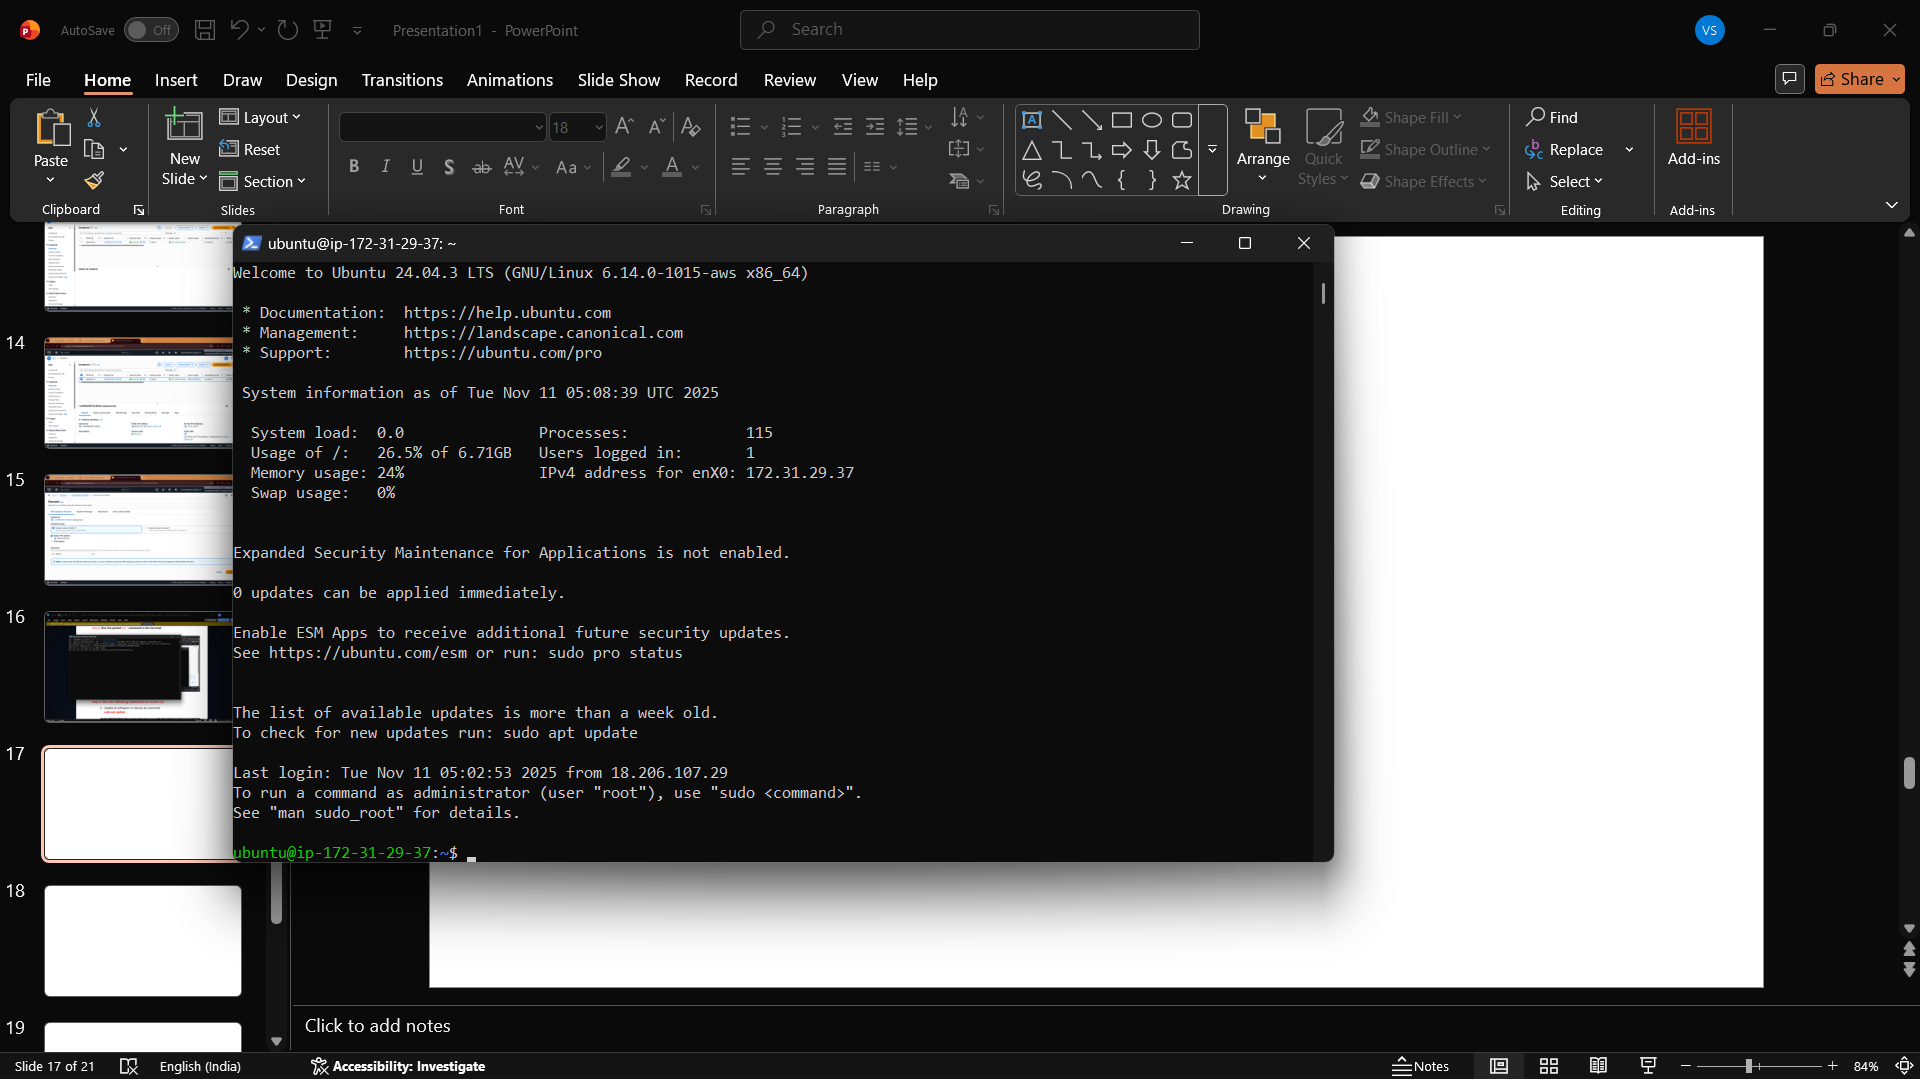 AutoSave Off Presentation1 - PowerPoint Search VS
File Home Insert Draw Design Transitions Animations Slide Show Record Review View Help Share
Paste
New Slide
Layout
Reset
Section
18
Aa
Arrange
Quick Styles
Shape Fill
Shape Outline
Shape Effects
Find
Replace
Select
Add-ins
Clipboard Slides Font Paragraph Drawing Editing Add-ins
ubuntu@ip-172-31-29-37: ~
Welcome to Ubuntu 24.04.3 LTS (GNU/Linux 6.14.0-1015-aws x86_64)
* Documentation: https://help.ubuntu.com
* Management: https://landscape.canonical.com
* Support: https://ubuntu.com/pro
System information as of Tue Nov 11 05:08:39 UTC 2025
System load: 0.0 Processes: 115
Usage of /: 26.5% of 6.71GB Users logged in: 1
Memory usage: 24% IPv4 address for enX0: 172.31.29.37
Swap usage: 0%
Expanded Security Maintenance for Applications is not enabled.
0 updates can be applied immediately.
Enable ESM Apps to receive additional future security updates.
See https://ubuntu.com/esm or run: sudo pro status
The list of available updates is more than a week old.
To check for new updates run: sudo apt update
Last login: Tue Nov 11 05:02:53 2025 from 18.206.107.29
To run a command as administrator (user "root"), use "sudo <command>".
See "man sudo_root" for details.
ubuntu@ip-172-31-29-37:~$
14
15
16
17
18
19
Click to add notes
Slide 17 of 21 English (India) Accessibility: Investigate Notes 84%